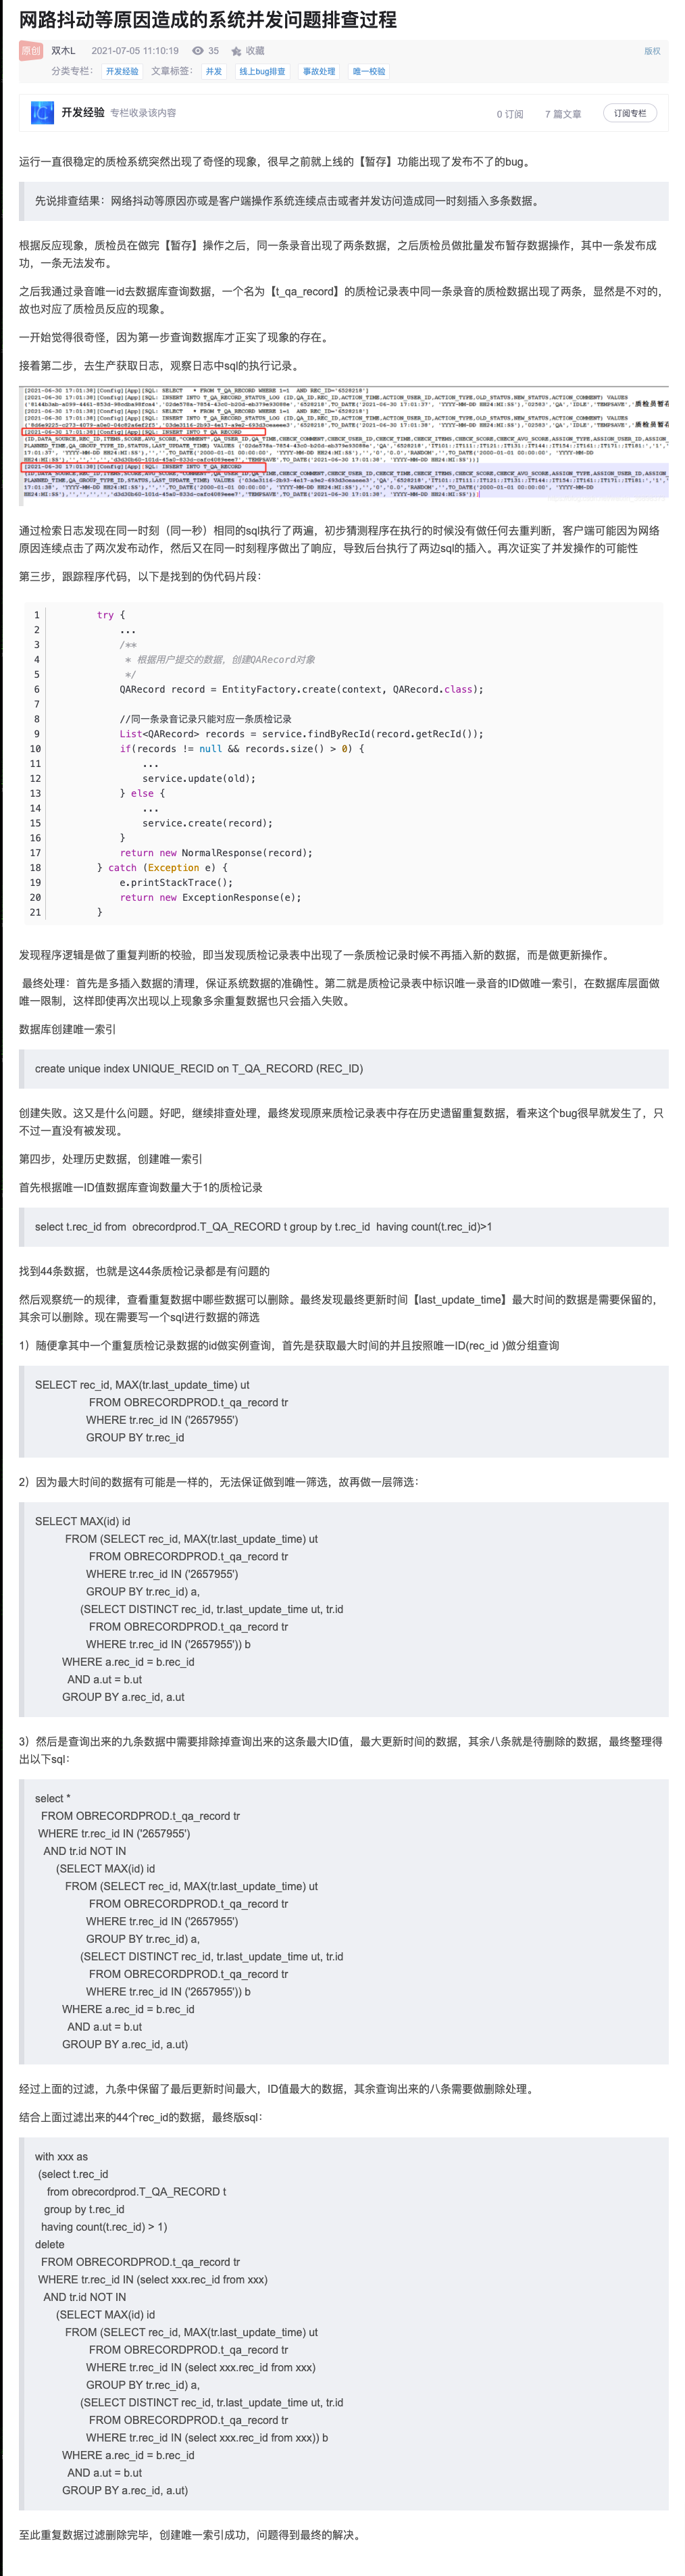 网路抖动等原因造成的系统并发问题排查过程
原创 双木L 2021-07-05 11:10:19 35 收藏 版权
分类专栏： 开发经验 文章标签： 并发 线上bug排查 事故处理 唯一校验
开发经验 专栏收录该内容 0 订阅 7 篇文章 订阅专栏
运行一直很稳定的质检系统突然出现了奇怪的现象，很早之前就上线的【暂存】功能出现了发布不了的bug。
先说排查结果：网络抖动等原因亦或是客户端操作系统连续点击或者并发访问造成同一时刻插入多条数据。
根据反应现象，质检员在做完【暂存】操作之后，同一条录音出现了两条数据，之后质检员做批量发布暂存数据操作，其中一条发布成
功，一条无法发布。
之后我通过录音唯一id去数据库查询数据，一个名为【t_qa_record】的质检记录表中同一条录音的质检数据出现了两条，显然是不对的，
故也对应了质检员反应的现象。
一开始觉得很奇怪，因为第一步查询数据库才正实了现象的存在。
接着第二步，去生产获取日志，观察日志中sql的执行记录。
[2021-06-30 17:01:38][Config][App][SQL: SELECT * FROM T_QA_RECORD WHERE 1=1 AND REC_ID='6528218']
[2021-06-30 17:01:38][Config][App][SQL: INSERT INTO T_QA_RECORD
[2021-06-30 17:01:38][Config][App][SQL: INSERT INTO T_QA_RECORD
通过检索日志发现在同一时刻（同一秒）相同的sql执行了两遍，初步猜测程序在执行的时候没有做任何去重判断，客户端可能因为网络
原因连续点击了两次发布动作，然后又在同一时刻程序做出了响应，导致后台执行了两边sql的插入。再次证实了并发操作的可能性
第三步，跟踪程序代码，以下是找到的伪代码片段：
1 try {
2 ...
3 /**
4 * 根据用户提交的数据，创建QARecord对象
5 */
6 QARecord record = EntityFactory.create(context, QARecord.class);
7
8 //同一条录音记录只能对应一条质检记录
9 List<QARecord> records = service.findByRecId(record.getRecId());
10 if(records != null && records.size() > 0) {
11 ...
12 service.update(old);
13 } else {
14 ...
15 service.create(record);
16 }
17 return new NormalResponse(record);
18 } catch (Exception e) {
19 e.printStackTrace();
20 return new ExceptionResponse(e);
21 }
发现程序逻辑是做了重复判断的校验，即当发现质检记录表中出现了一条质检记录时候不再插入新的数据，而是做更新操作。
最终处理：首先是多插入数据的清理，保证系统数据的准确性。第二就是质检记录表中标识唯一录音的ID做唯一索引，在数据库层面做
唯一限制，这样即使再次出现以上现象多余重复数据也只会插入失败。
数据库创建唯一索引
create unique index UNIQUE_RECID on T_QA_RECORD (REC_ID)
创建失败。这又是什么问题。好吧，继续排查处理，最终发现原来质检记录表中存在历史遗留重复数据，看来这个bug很早就发生了，只
不过一直没有被发现。
第四步，处理历史数据，创建唯一索引
首先根据唯一ID值数据库查询数量大于1的质检记录
select t.rec_id from obrecordprod.T_QA_RECORD t group by t.rec_id having count(t.rec_id)>1
找到44条数据，也就是这44条质检记录都是有问题的
然后观察统一的规律，查看重复数据中哪些数据可以删除。最终发现最终更新时间【last_update_time】最大时间的数据是需要保留的，
其余可以删除。现在需要写一个sql进行数据的筛选
1）随便拿其中一个重复质检记录数据的id做实例查询，首先是获取最大时间的并且按照唯一ID(rec_id )做分组查询
SELECT rec_id, MAX(tr.last_update_time) ut
FROM OBRECORDPROD.t_qa_record tr
WHERE tr.rec_id IN ('2657955')
GROUP BY tr.rec_id
2）因为最大时间的数据有可能是一样的，无法保证做到唯一筛选，故再做一层筛选：
SELECT MAX(id) id
FROM (SELECT rec_id, MAX(tr.last_update_time) ut
FROM OBRECORDPROD.t_qa_record tr
WHERE tr.rec_id IN ('2657955')
GROUP BY tr.rec_id) a,
(SELECT DISTINCT rec_id, tr.last_update_time ut, tr.id
FROM OBRECORDPROD.t_qa_record tr
WHERE tr.rec_id IN ('2657955')) b
WHERE a.rec_id = b.rec_id
AND a.ut = b.ut
GROUP BY a.rec_id, a.ut
3）然后是查询出来的九条数据中需要排除掉查询出来的这条最大ID值，最大更新时间的数据，其余八条就是待删除的数据，最终整理得
出以下sql：
select *
FROM OBRECORDPROD.t_qa_record tr
WHERE tr.rec_id IN ('2657955')
AND tr.id NOT IN
(SELECT MAX(id) id
FROM (SELECT rec_id, MAX(tr.last_update_time) ut
FROM OBRECORDPROD.t_qa_record tr
WHERE tr.rec_id IN ('2657955')
GROUP BY tr.rec_id) a,
(SELECT DISTINCT rec_id, tr.last_update_time ut, tr.id
FROM OBRECORDPROD.t_qa_record tr
WHERE tr.rec_id IN ('2657955')) b
WHERE a.rec_id = b.rec_id
AND a.ut = b.ut
GROUP BY a.rec_id, a.ut)
经过上面的过滤，九条中保留了最后更新时间最大，ID值最大的数据，其余查询出来的八条需要做删除处理。
结合上面过滤出来的44个rec_id的数据，最终版sql：
with xxx as
(select t.rec_id
from obrecordprod.T_QA_RECORD t
group by t.rec_id
having count(t.rec_id) > 1)
delete
FROM OBRECORDPROD.t_qa_record tr
WHERE tr.rec_id IN (select xxx.rec_id from xxx)
AND tr.id NOT IN
(SELECT MAX(id) id
FROM (SELECT rec_id, MAX(tr.last_update_time) ut
FROM OBRECORDPROD.t_qa_record tr
WHERE tr.rec_id IN (select xxx.rec_id from xxx)
GROUP BY tr.rec_id) a,
(SELECT DISTINCT rec_id, tr.last_update_time ut, tr.id
FROM OBRECORDPROD.t_qa_record tr
WHERE tr.rec_id IN (select xxx.rec_id from xxx)) b
WHERE a.rec_id = b.rec_id
AND a.ut = b.ut
GROUP BY a.rec_id, a.ut)
至此重复数据过滤删除完毕，创建唯一索引成功，问题得到最终的解决。